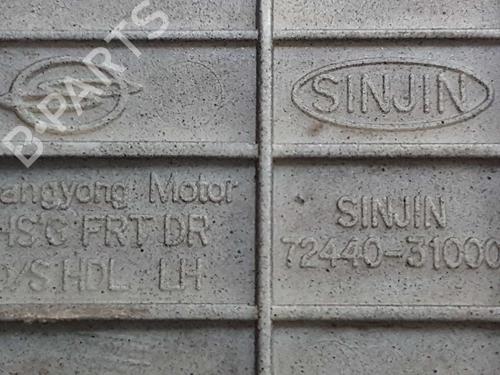 SINJIN
angyong Motor
HSG FRT DR
O/S HDL LH
SINJIN
72440-31000
B-PARTS